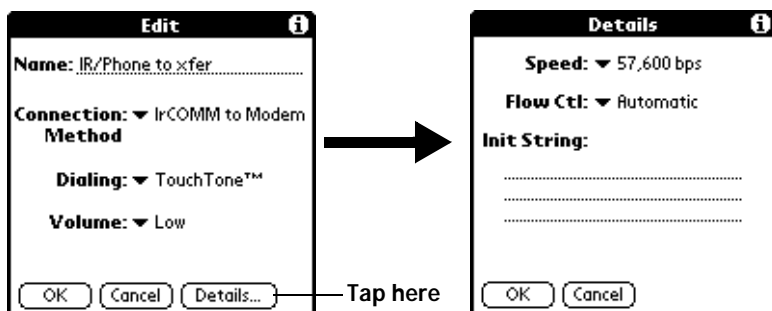 Edit
Name: IR/Phone to xfer
Connection: IrCOMM to Modem
Method
Dialing: TouchTone™
Volume: Low
OK Cancel Details...
Tap here
Details
Speed: 57,600 bps
Flow Ctl: Automatic
Init String:
OK Cancel